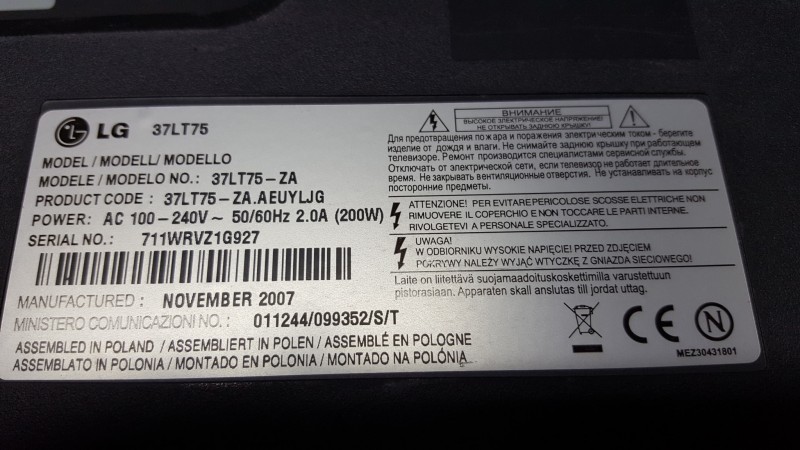 LG 37LT75
MODEL / MODELL/ MODELLO
MODELE / MODELO NO.: 37LT75-ZA
PRODUCT CODE : 37LT75-ZA.AEUYLJG
POWER: AC 100-240V ~ 50/60Hz 2.0A (200W)
SERIAL NO.: 711WRVZ1G927
MANUFACTURED : NOVEMBER 2007
MINISTERO COMUNICAZIONI NO. : 011244/099352/S/T
ASSEMBLED IN POLAND / ASSEMBLIERT IN POLEN / ASSEMBLÉ EN POLOGNE
ASSEMBLATO IN POLONIA / MONTADO EN POLONIA / MONTADO NA POLÓNIA
ВНИМАНИЕ
ВЫСОКОЕ ЭЛЕКТРИЧЕСКОЕ НАПРЯЖЕНИЕ!
НЕ ОТКРЫВАТЬ ЗАДНЮЮ КРЫШКУ!
Для предотвращения пожара и поражения электрическим током - берегите
изделие от дождя и влаги. Не снимайте заднюю крышку при работающем
телевизоре. Ремонт производится специалистами сервисной службы.
Отключать от электрической сети, если телевизор не работает длительное
время. Не закрывать вентиляционные отверстия. Не устанавливать на корпус
посторонние предметы.
ATTENZIONE! PER EVITARE PERICOLOSE SCOSSE ELETTRICHE NON
RIMUOVERE IL COPERCHIO E NON TOCCARE LE PARTI INTERNE.
RIVOLGETEVI A PERSONALE SPECIALIZZATO.
UWAGA!
W ODBIORNIKU WYSOKIE NAPIĘCIE! PRZED ZDJĘCIEM
POKRYWY NALEŻY WYJĄĆ WTYCZKĘ Z GNIAZDA SIECIOWEGO.
Laite on liitettävä suojamaadoituskoskettimilla varustettuun
pistorasiaan. Apparaten skall anslutas till jordat uttag.
CE N
MEZ30431801